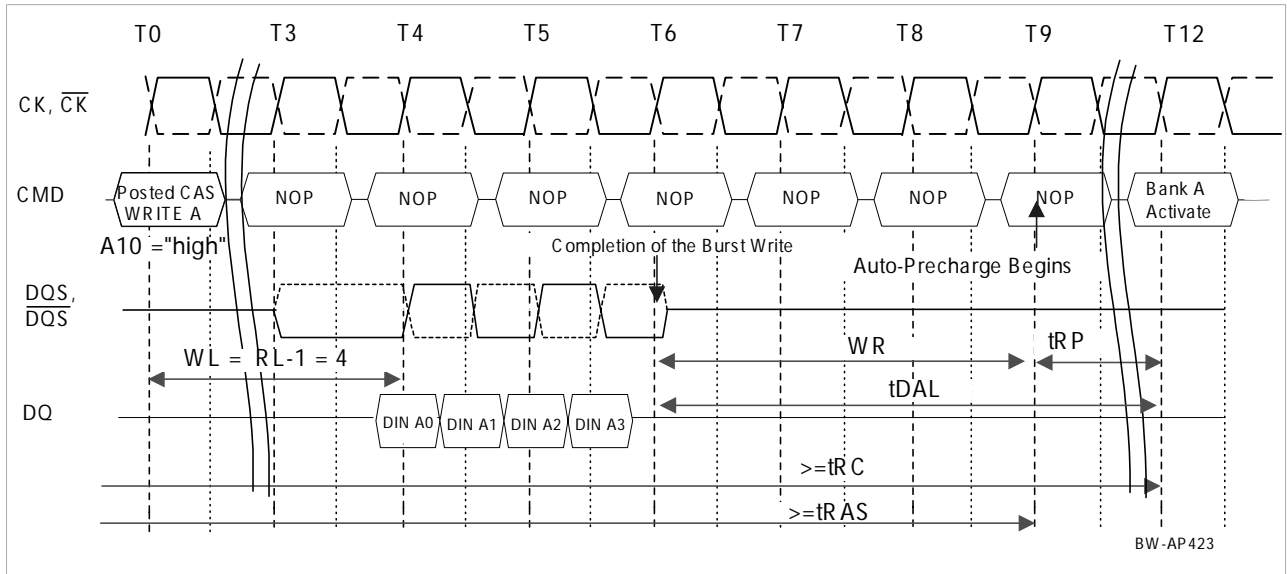 T0 T3 T4 T5 T6 T7 T8 T9 T12
CK, CK
CMD
Posted CAS
WRITE A
NOP NOP NOP NOP NOP NOP NOP
Bank A
Activate
A10 ="high"
Completion of the Burst Write
Auto-Precharge Begins
DQS,
DQS
WL = RL-1 = 4
WR
tRP
tDAL
DQ
DIN A0 DIN A1 DIN A2 DIN A3
>=tRC
>=tRAS
BW-AP423